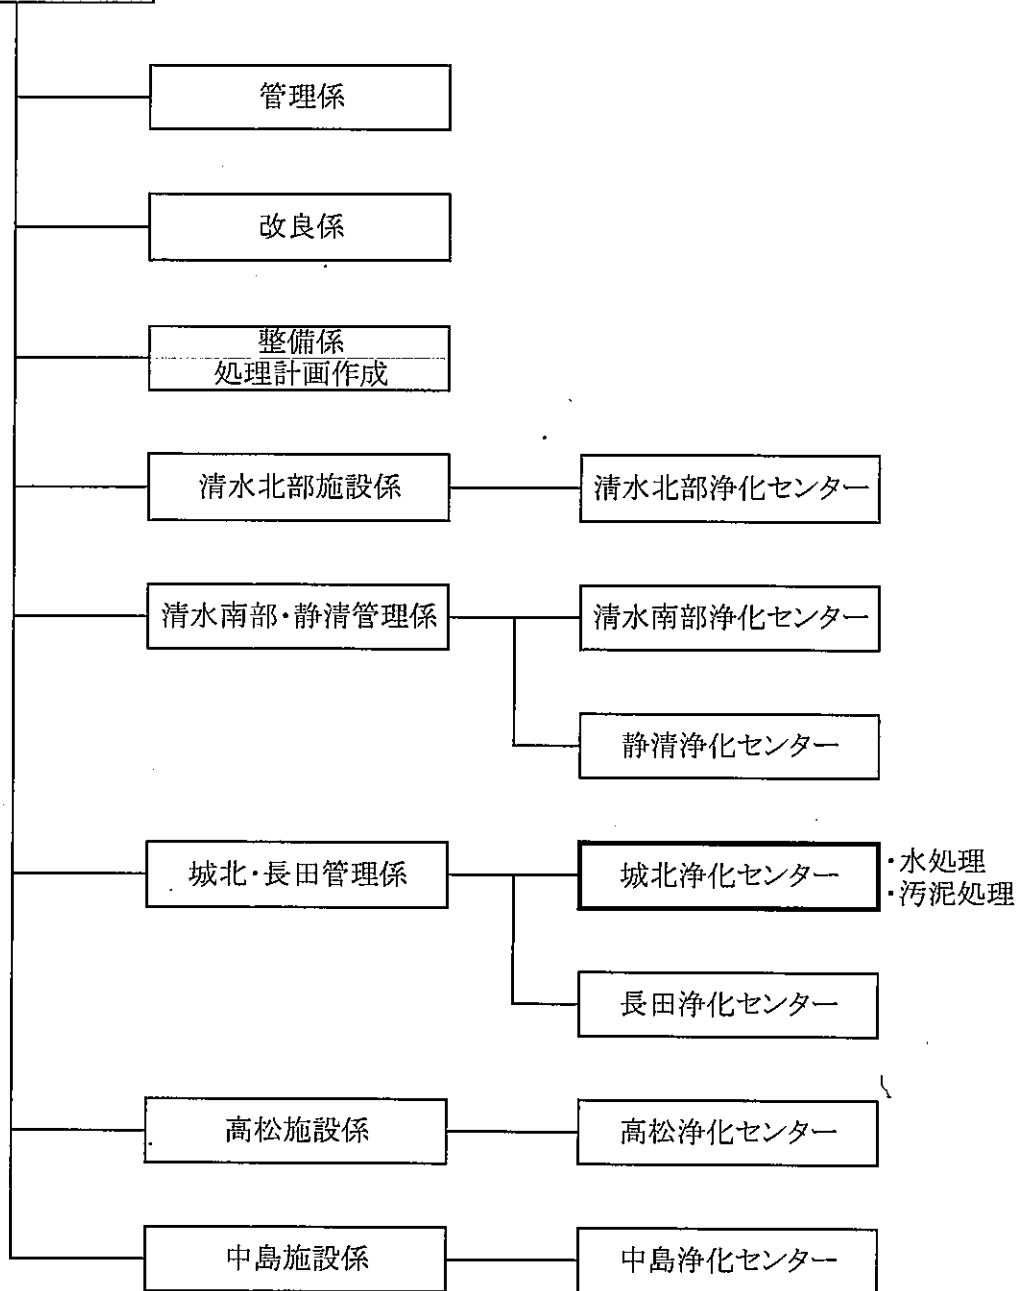 管理係
改良係
整備係
処理計画作成
清水北部施設係
清水北部浄化センター
清水南部・静清管理係
清水南部浄化センター
静清浄化センター
城北・長田管理係
城北浄化センター
・水処理
・汚泥処理
長田浄化センター
高松施設係
高松浄化センター
中島施設係
中島浄化センター